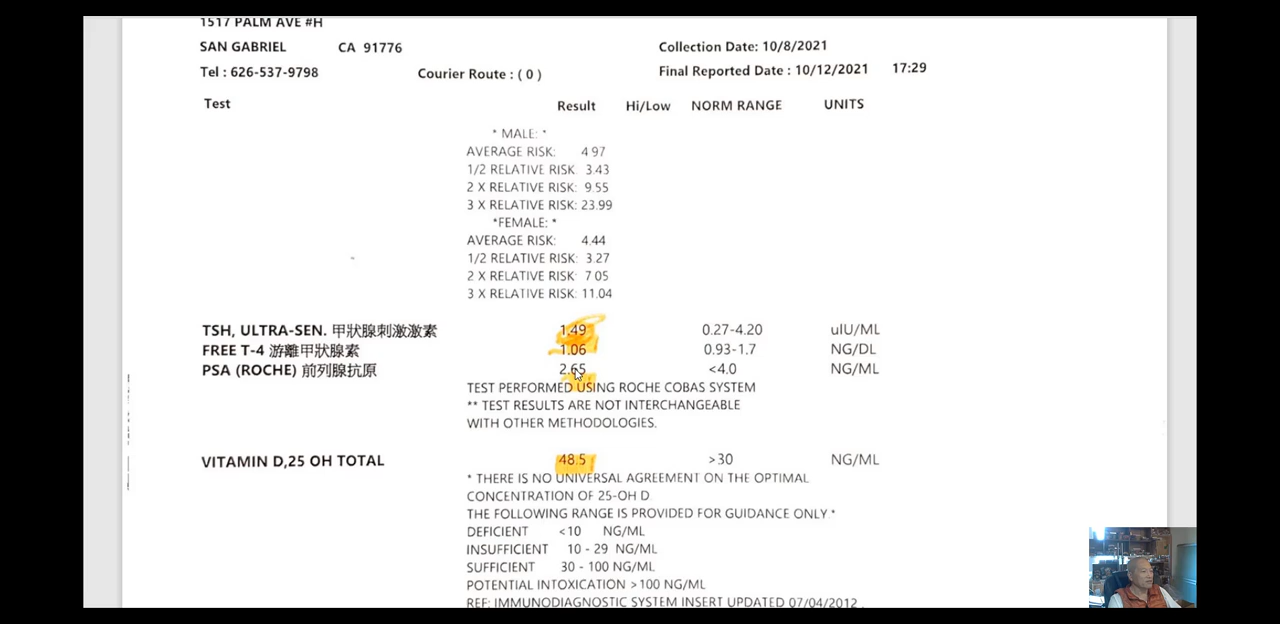 1517 PALM AVE #H
SAN GABRIEL CA 91776 Collection Date: 10/8/2021
Tel : 626-537-9798 Courier Route : ( 0 ) Final Reported Date : 10/12/2021 17:29
Test Result Hi/Low NORM RANGE UNITS
* MALE: *
AVERAGE RISK: 4 97
1/2 RELATIVE RISK. 3.43
2 X RELATIVE RISK: 9.55
3 X RELATIVE RISK: 23.99
*FEMALE: *
AVERAGE RISK: 4.44
1/2 RELATIVE RISK: 3.27
2 X RELATIVE RISK: 7 05
3 X RELATIVE RISK: 11.04
TSH, ULTRA-SEN. 甲狀腺刺激激素 1.49 0.27-4.20 uIU/ML
FREE T-4 游離甲狀腺素 1.06 0.93-1.7 NG/DL
PSA (ROCHE) 前列腺抗原 2.65 <4.0 NG/ML
TEST PERFORMED USING ROCHE COBAS SYSTEM
** TEST RESULTS ARE NOT INTERCHANGEABLE
WITH OTHER METHODOLOGIES.
VITAMIN D,25 OH TOTAL 48.5 >30 NG/ML
* THERE IS NO UNIVERSAL AGREEMENT ON THE OPTIMAL
CONCENTRATION OF 25-OH D
THE FOLLOWING RANGE IS PROVIDED FOR GUIDANCE ONLY *
DEFICIENT <10 NG/ML
INSUFFICIENT 10 - 29 NG/ML
SUFFICIENT 30 - 100 NG/ML
POTENTIAL INTOXICATION >100 NG/ML
REF: IMMUNODIAGNOSTIC SYSTEM INSERT UPDATED 07/04/2012